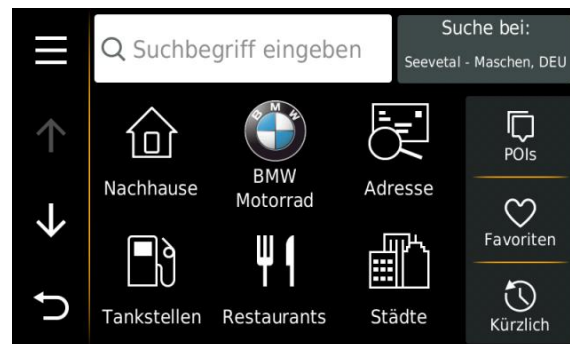 Suchbegriff eingeben
Suche bei:
Seevetal - Maschen, DEU
Nachhause
BMW
BMW
Motorrad
Adresse
POIs
Tankstellen
Restaurants
Städte
Favoriten
Kürzlich